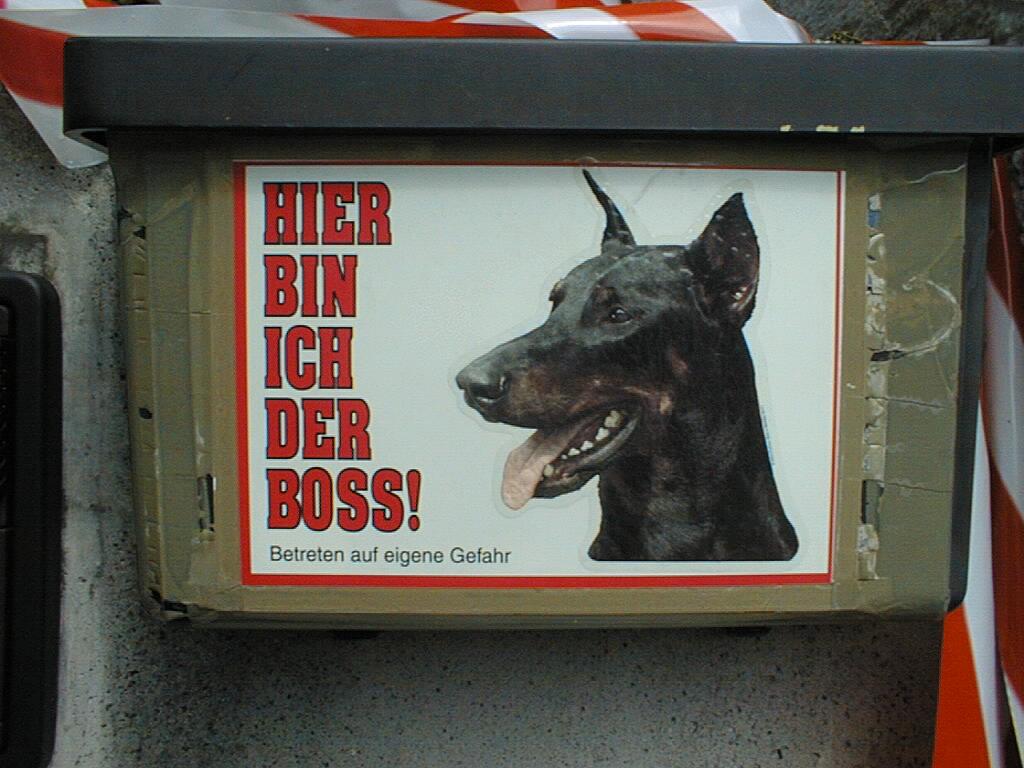 HIER
BIN
ICH
DER
BOSS!
Betreten auf eigene Gefahr